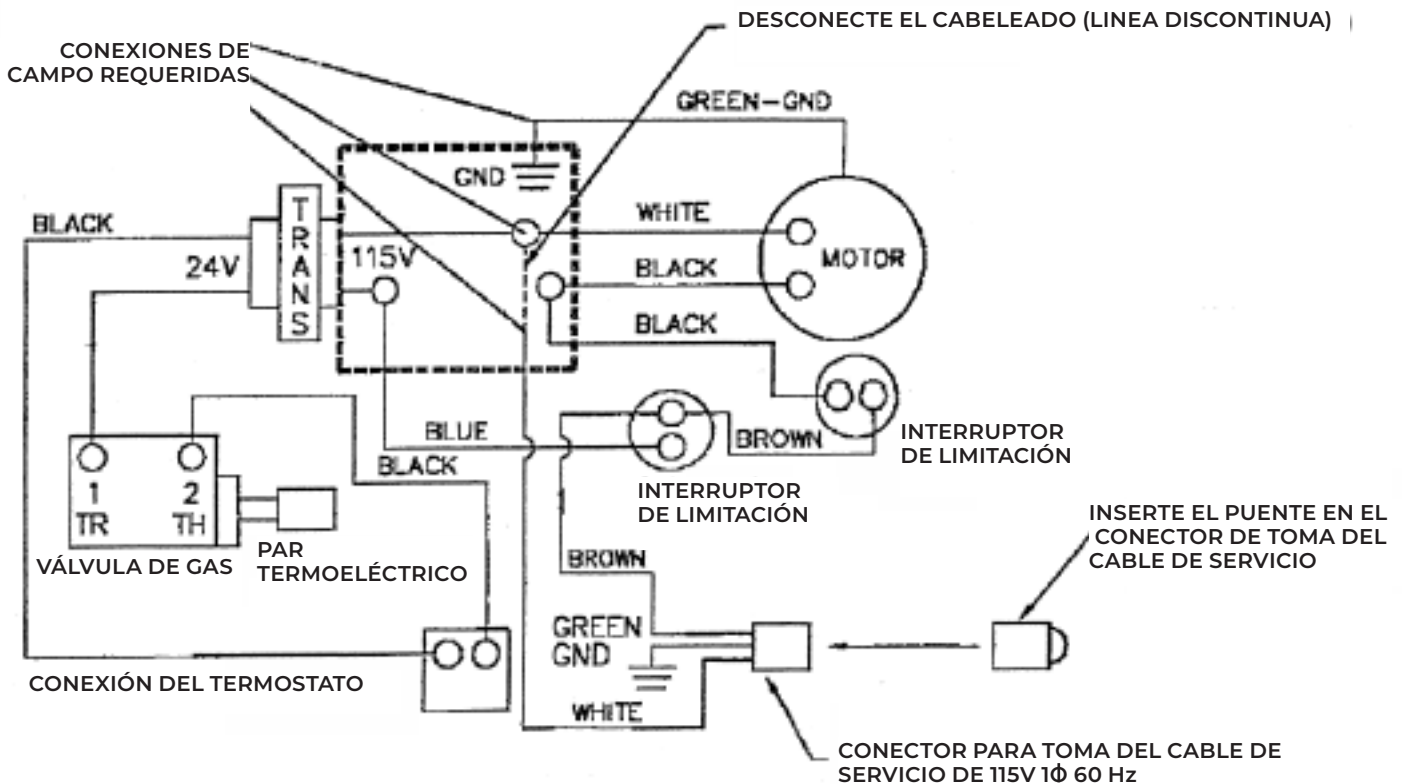 DESCONECTE EL CABELEADO (LINEA DISCONTINUA)
CONEXIONES DE
CAMPO REQUERIDAS
GREEN-GND
GND
BLACK
TRANS
WHITE
24V
115V
MOTOR
BLACK
BLACK
BLUE
BROWN
INTERRUPTOR
DE LIMITACIÓN
BLACK
1
2
TR
TH
INTERRUPTOR
DE LIMITACIÓN
INSERTE EL PUENTE EN EL
CONECTOR DE TOMA DEL
CABLE DE SERVICIO
VÁLVULA DE GAS
PAR
TERMOELÉCTRICO
BROWN
GREEN
GND
CONEXIÓN DEL TERMOSTATO
WHITE
CONECTOR PARA TOMA DEL CABLE DE
SERVICIO DE 115V 1Φ 60 Hz